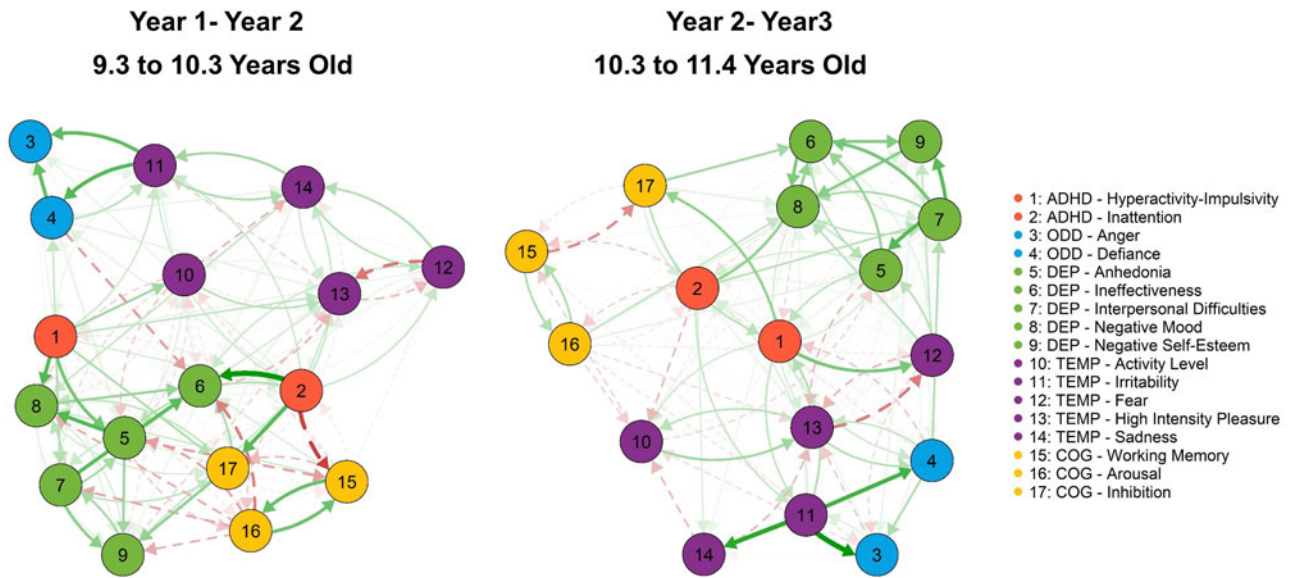 Year 1- Year 2
9.3 to 10.3 Years Old
3
11
14
4
12
10
13
1
6
2
8
5
17
15
7
16
9
Year 2- Year3
10.3 to 11.4 Years Old
6
9
17
8
7
15
5
2
16
1
12
13
10
4
11
14
3
1: ADHD - Hyperactivity-Impulsivity
2: ADHD - Inattention
3: ODD - Anger
4: ODD - Defiance
5: DEP - Anhedonia
6: DEP - Ineffectiveness
7: DEP - Interpersonal Difficulties
8: DEP - Negative Mood
9: DEP - Negative Self-Esteem
10: TEMP - Activity Level
11: TEMP - Irritability
12: TEMP - Fear
13: TEMP - High Intensity Pleasure
14: TEMP - Sadness
15: COG - Working Memory
16: COG - Arousal
17: COG - Inhibition